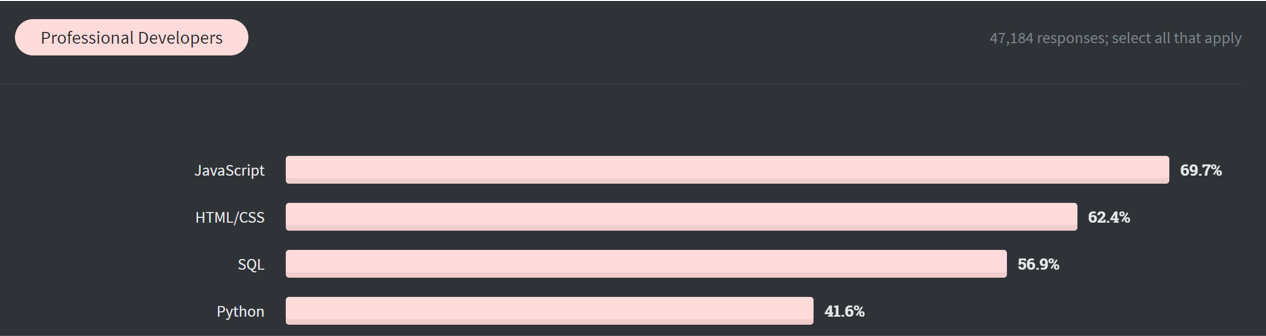 Professional Developers
47,184 responses; select all that apply
JavaScript 69.7%
HTML/CSS 62.4%
SQL 56.9%
Python 41.6%